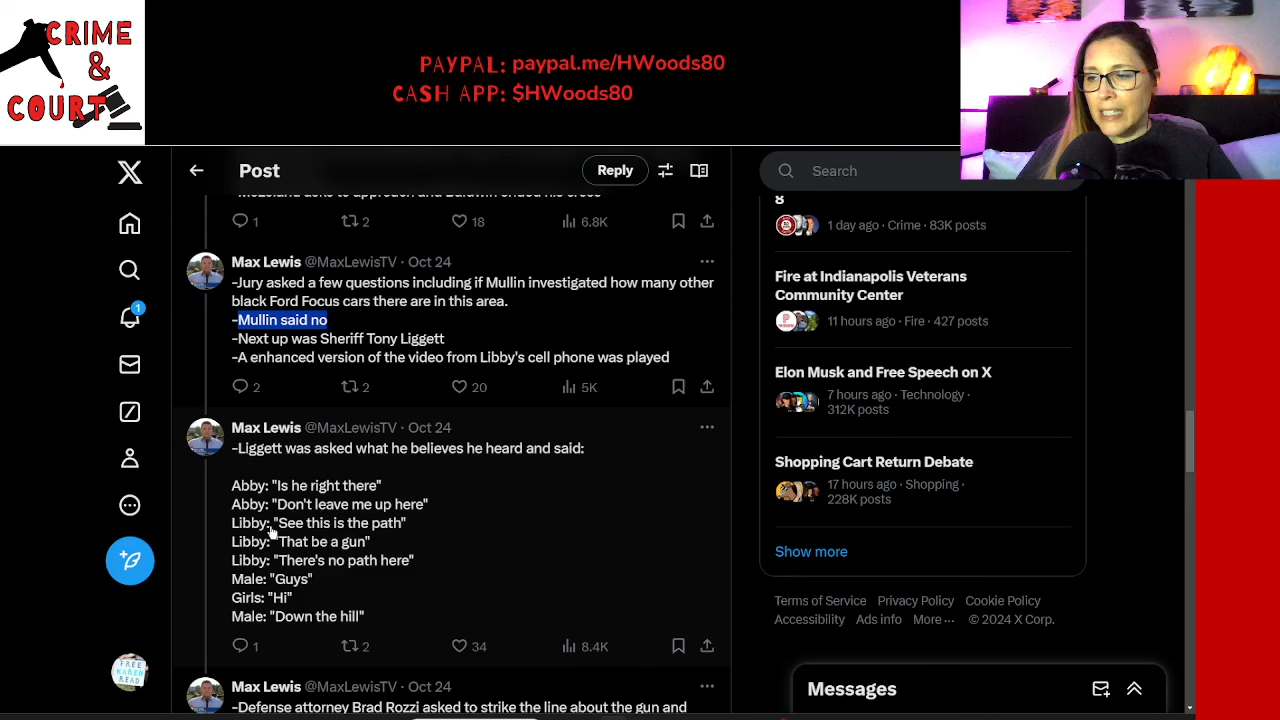 CRIME
&
COURT
PAYPAL: paypal.me/HWoods80
CASH APP: $HWoods80
Post
Reply
Search
1
2
18
6.8K
8
1 day ago · Crime · 83K posts
Max Lewis @MaxLewisTV · Oct 24
-Jury asked a few questions including if Mullin investigated how many other
black Ford Focus cars there are in this area.
-Mullin said no
-Next up was Sheriff Tony Liggett
-A enhanced version of the video from Libby's cell phone was played
2
2
20
5K
Fire at Indianapolis Veterans
Community Center
11 hours ago · Fire · 427 posts
1
Elon Musk and Free Speech on X
7 hours ago · Technology ·
312K posts
Max Lewis @MaxLewisTV · Oct 24
-Liggett was asked what he believes he heard and said:
Abby: "Is he right there"
Abby: "Don't leave me up here"
Libby: "See this is the path"
Libby: "That be a gun"
Libby: "There's no path here"
Male: "Guys"
Girls: "Hi"
Male: "Down the hill"
1
2
34
8.4K
Shopping Cart Return Debate
17 hours ago · Shopping ·
228K posts
Show more
Terms of Service Privacy Policy Cookie Policy
Accessibility Ads info More ··· © 2024 X Corp.
FREE
KAREN
READ
Max Lewis @MaxLewisTV · Oct 24
-Defense attorney Brad Rozzi asked to strike the line about the gun and
Messages